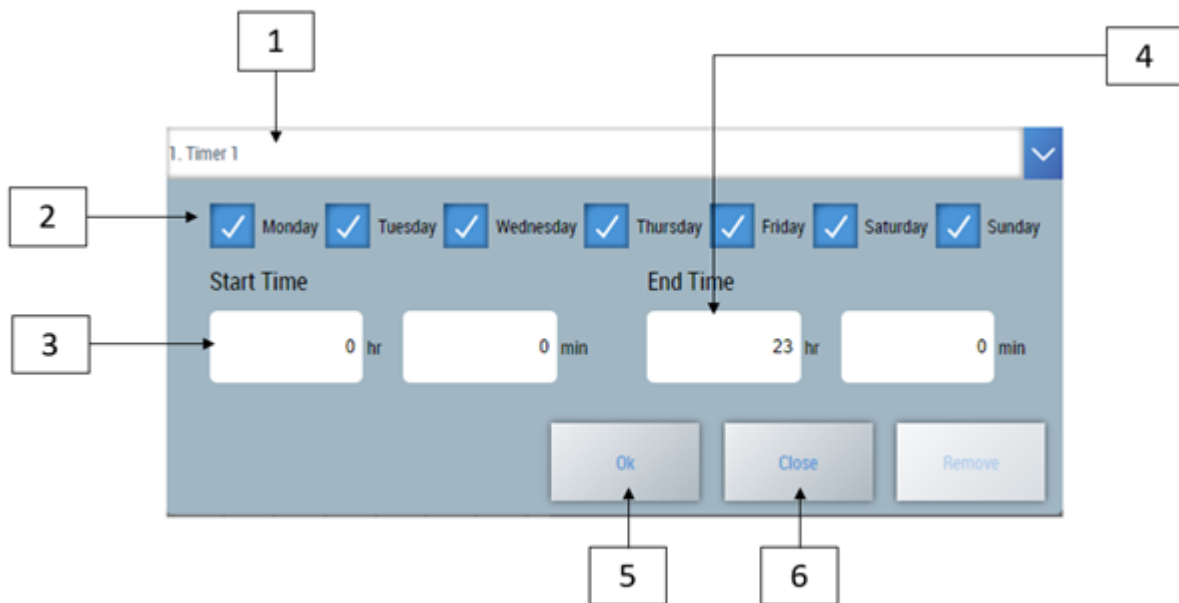 1
4
1. Timer 1
2
Monday Tuesday Wednesday Thursday Friday Saturday Sunday
Start Time End Time
3
0 hr 0 min 23 hr 0 min
Ok Close Remove
5 6